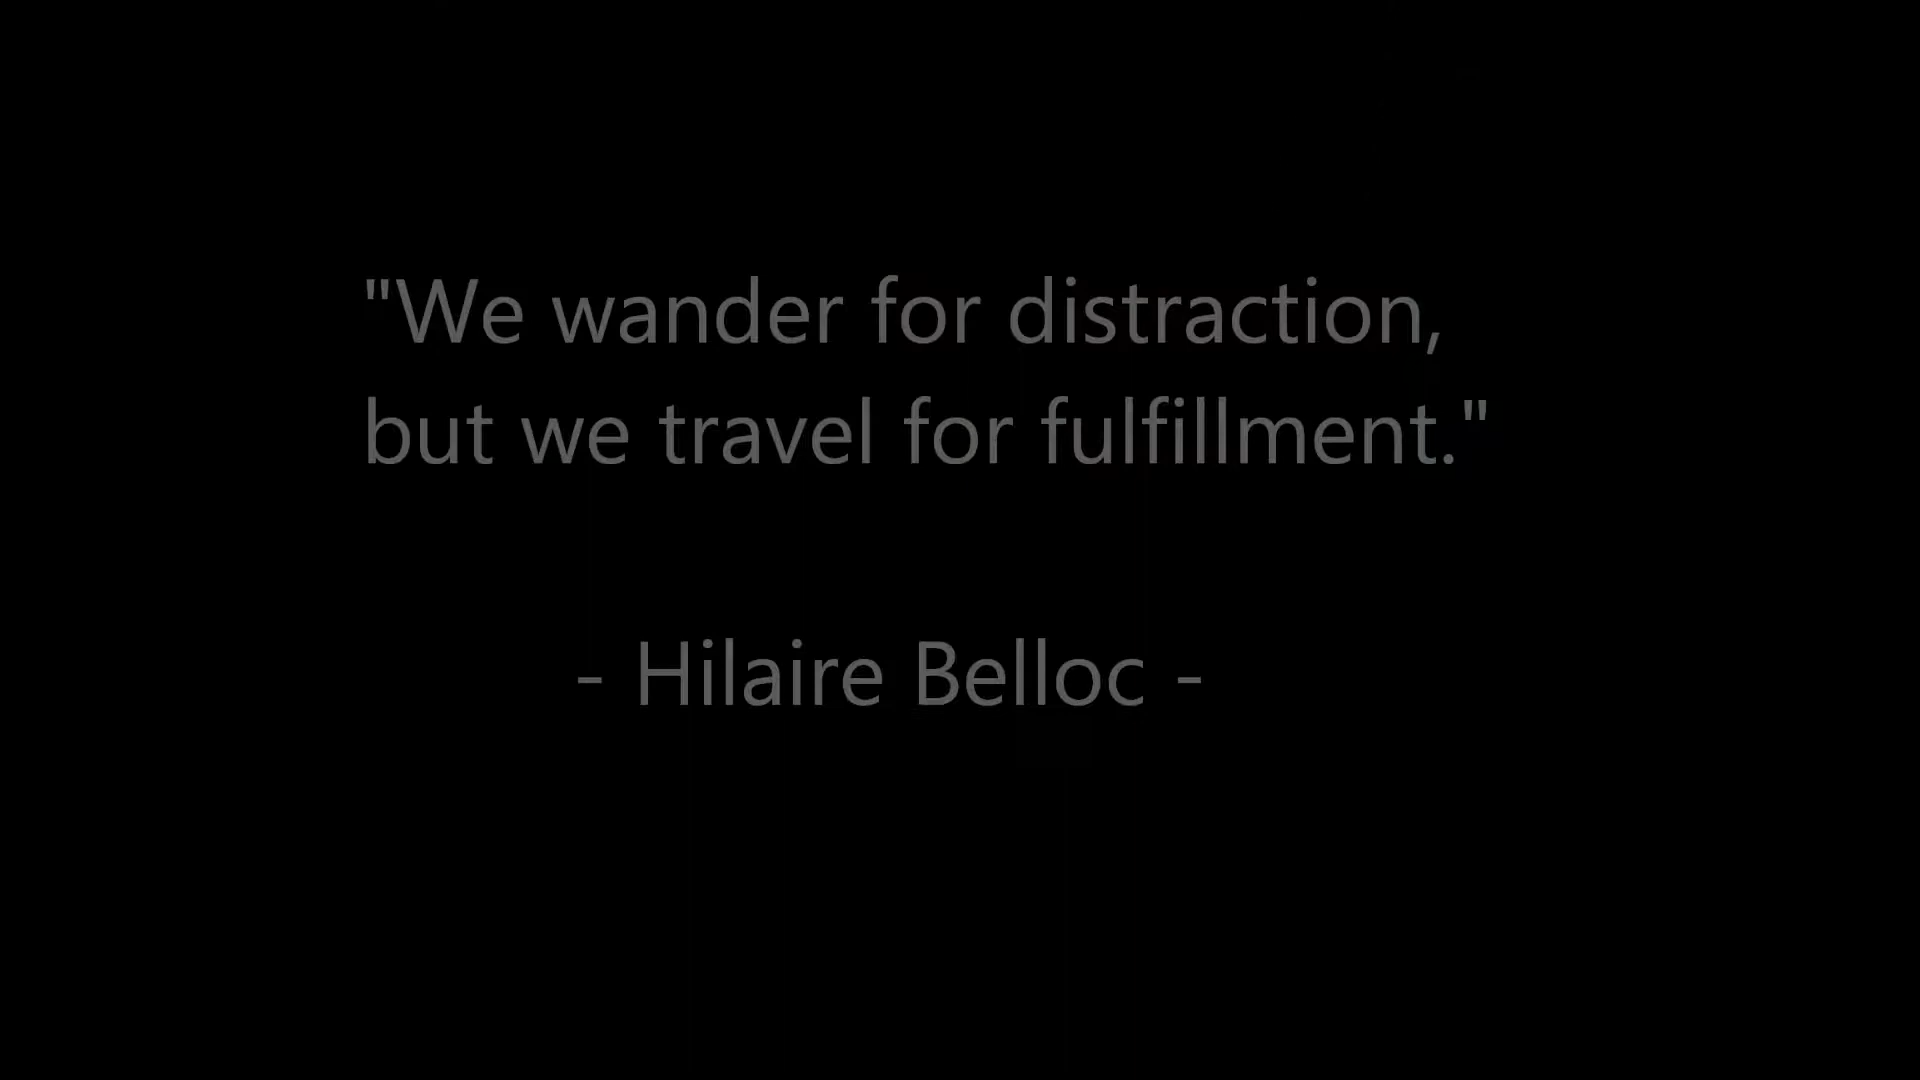 "We wander for distraction,
but we travel for fulfillment."
- Hilaire Belloc -